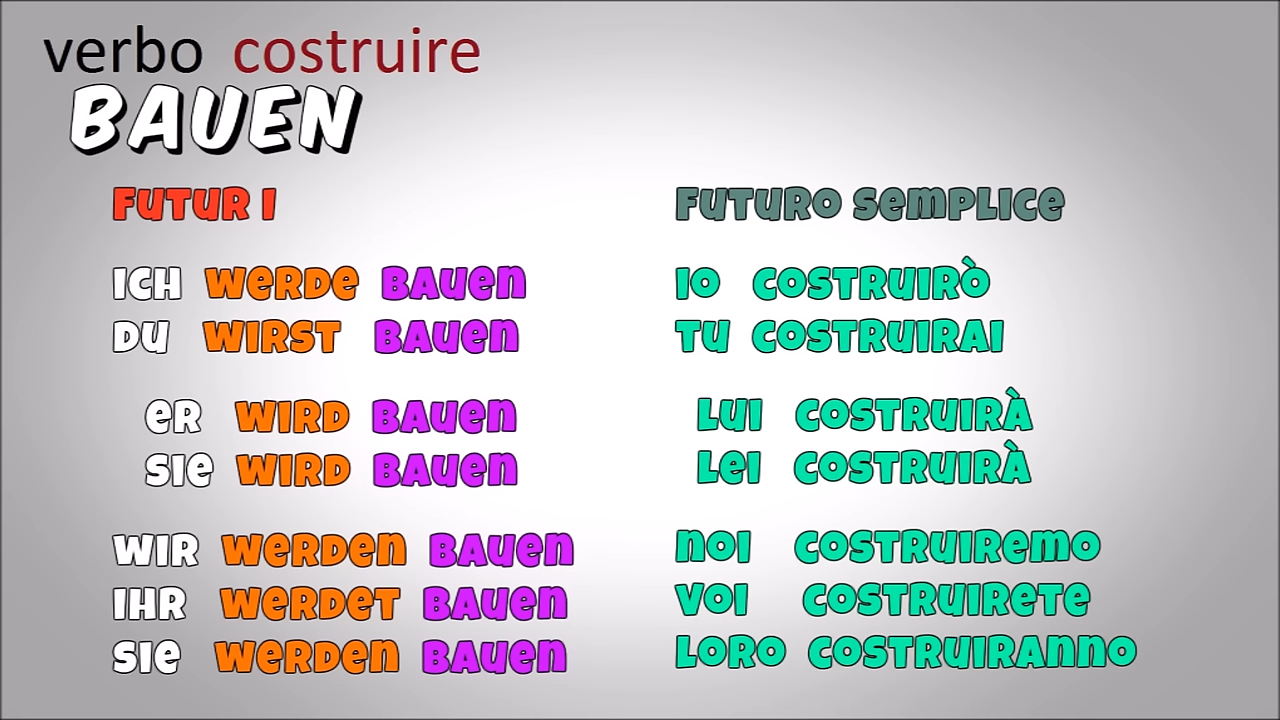 verbo costruire
BAUEN
FUTUR I
ICH WERDE BAUEN
DU WIRST BAUEN
ER WIRD BAUEN
SIE WIRD BAUEN
WIR WERDEN BAUEN
IHR WERDET BAUEN
SIE WERDEN BAUEN
FUTURO SEMPLICE
IO COSTRUIRÒ
TU COSTRUIRAI
LUI COSTRUIRÀ
LEI COSTRUIRÀ
NOI COSTRUIREMO
VOI COSTRUIRETE
LORO COSTRUIRANNO